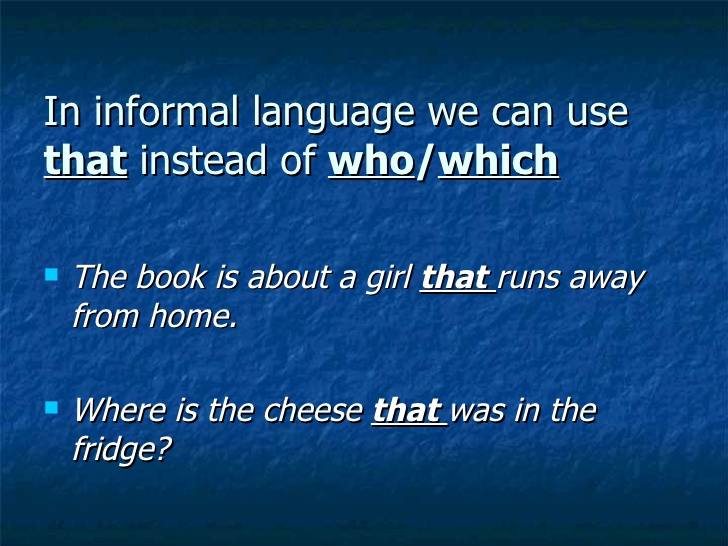 In informal language we can use
that instead of who/which
The book is about a girl that runs away
from home.
Where is the cheese that was in the
fridge?